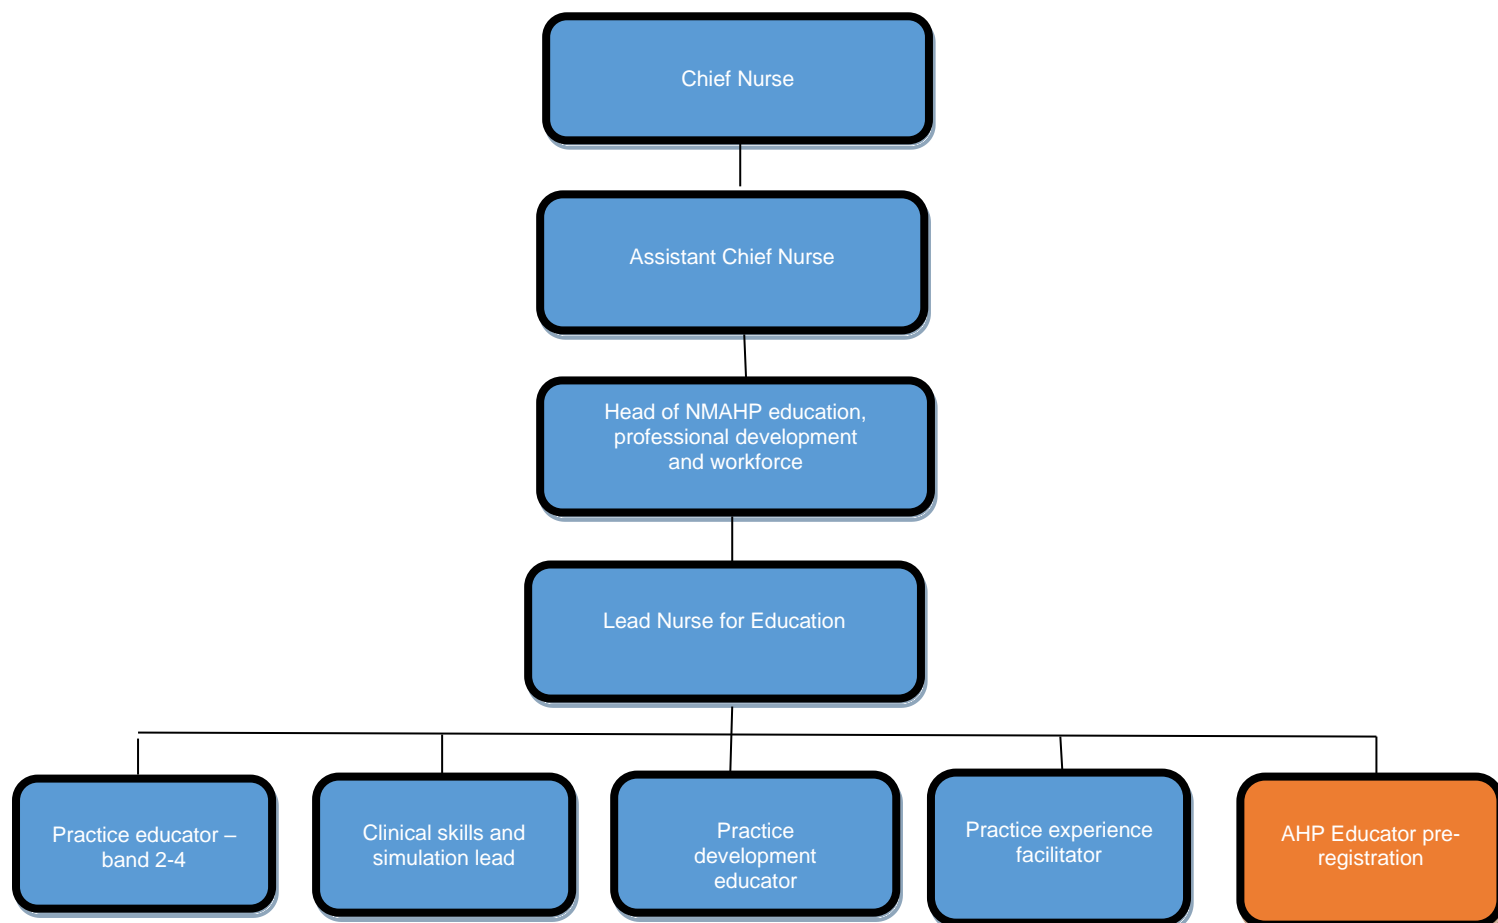 Chief Nurse
Assistant Chief Nurse
Head of NMAHP education,
professional development
and workforce
Lead Nurse for Education
Practice educator –
band 2-4
Clinical skills and
simulation lead
Practice
development
educator
Practice experience
facilitator
AHP Educator pre-
registration